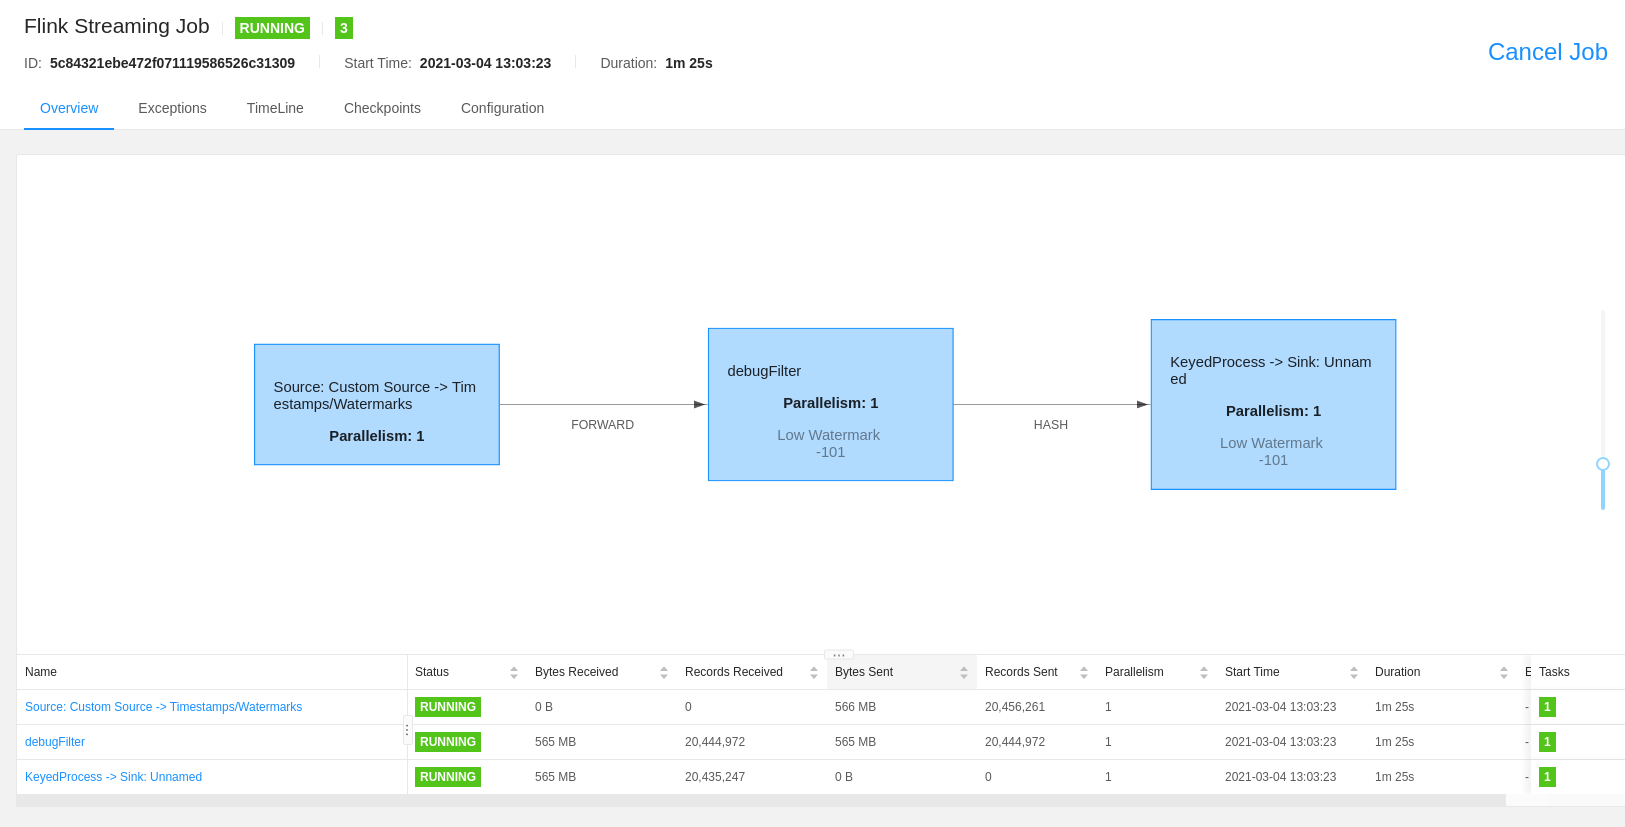 Flink Streaming Job RUNNING 3
ID: 5c84321ebe472f071119586526c31309 Start Time: 2021-03-04 13:03:23 Duration: 1m 25s
Cancel Job
Overview Exceptions TimeLine Checkpoints Configuration
Source: Custom Source -> Tim
estamps/Watermarks
Parallelism: 1
FORWARD
debugFilter
Parallelism: 1
Low Watermark
-101
HASH
KeyedProcess -> Sink: Unnam
ed
Parallelism: 1
Low Watermark
-101
Name Status Bytes Received Records Received Bytes Sent Records Sent Parallelism Start Time Duration E Tasks
Source: Custom Source -> Timestamps/Watermarks RUNNING 0 B 0 566 MB 20,456,261 1 2021-03-04 13:03:23 1m 25s - 1
debugFilter RUNNING 565 MB 20,444,972 565 MB 20,444,972 1 2021-03-04 13:03:23 1m 25s - 1
KeyedProcess -> Sink: Unnamed RUNNING 565 MB 20,435,247 0 B 0 1 2021-03-04 13:03:23 1m 25s - 1